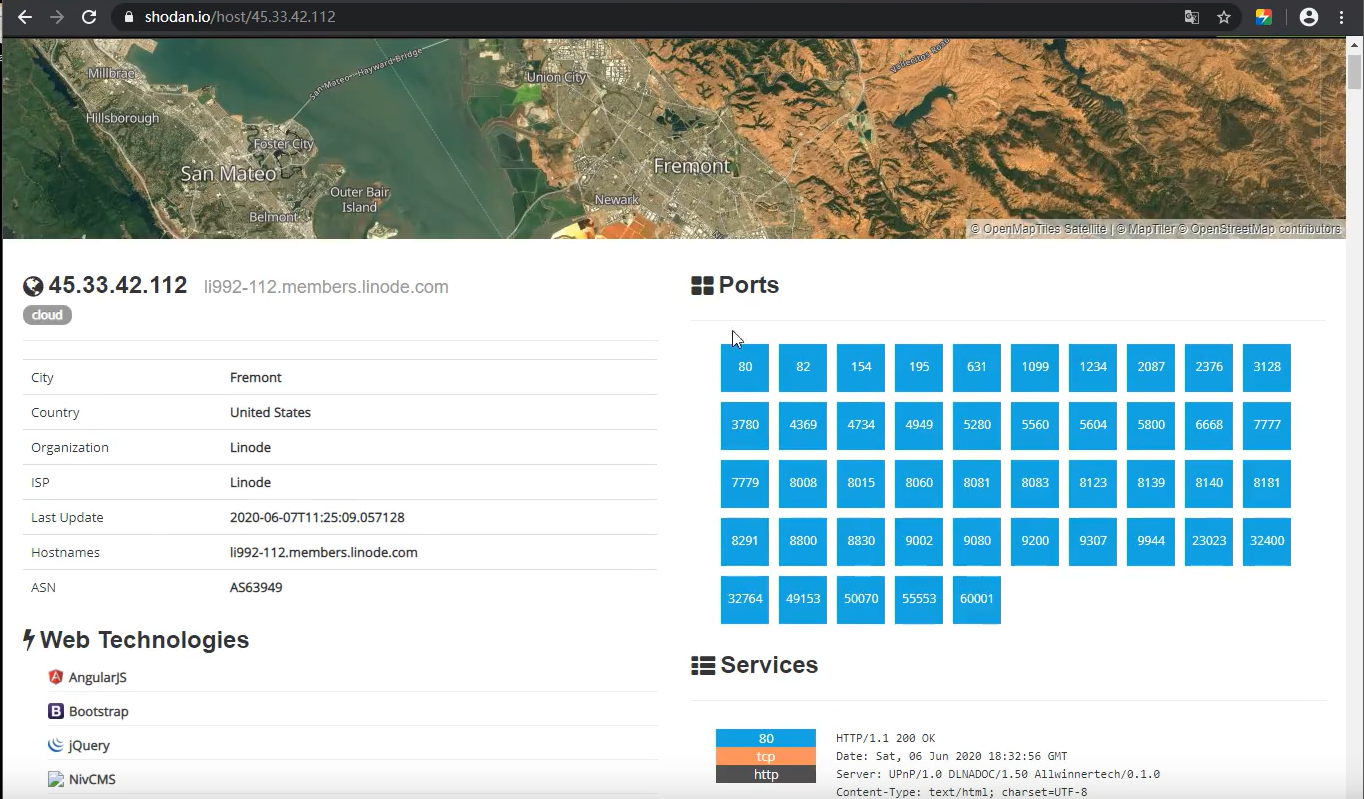 shodan.io/host/45.33.42.112
Millbrae
San Mateo - Hayward Bridge
Union City
Vallecitos Road
Hillsborough
Foster City
San Mateo
Fremont
Outer Bair
Island
Newark
Belmont
© OpenMapTiles Satellite | © MapTiler © OpenStreetMap contributors
45.33.42.112 li992-112.members.linode.com
cloud
City Fremont
Country United States
Organization Linode
ISP Linode
Last Update 2020-06-07T11:25:09.057128
Hostnames li992-112.members.linode.com
ASN AS63949
Web Technologies
AngularJS
Bootstrap
jQuery
NivCMS
Ports
80 82 154 195 631 1099 1234 2087 2376 3128
3780 4369 4734 4949 5280 5560 5604 5800 6668 7777
7779 8008 8015 8060 8081 8083 8123 8139 8140 8181
8291 8800 8830 9002 9080 9200 9307 9944 23023 32400
32764 49153 50070 55553 60001
Services
80
tcp
http
HTTP/1.1 200 OK
Date: Sat, 06 Jun 2020 18:32:56 GMT
Server: UPnP/1.0 DLNADOC/1.50 Allwinnertech/0.1.0
Content-Type: text/html; charset=UTF-8